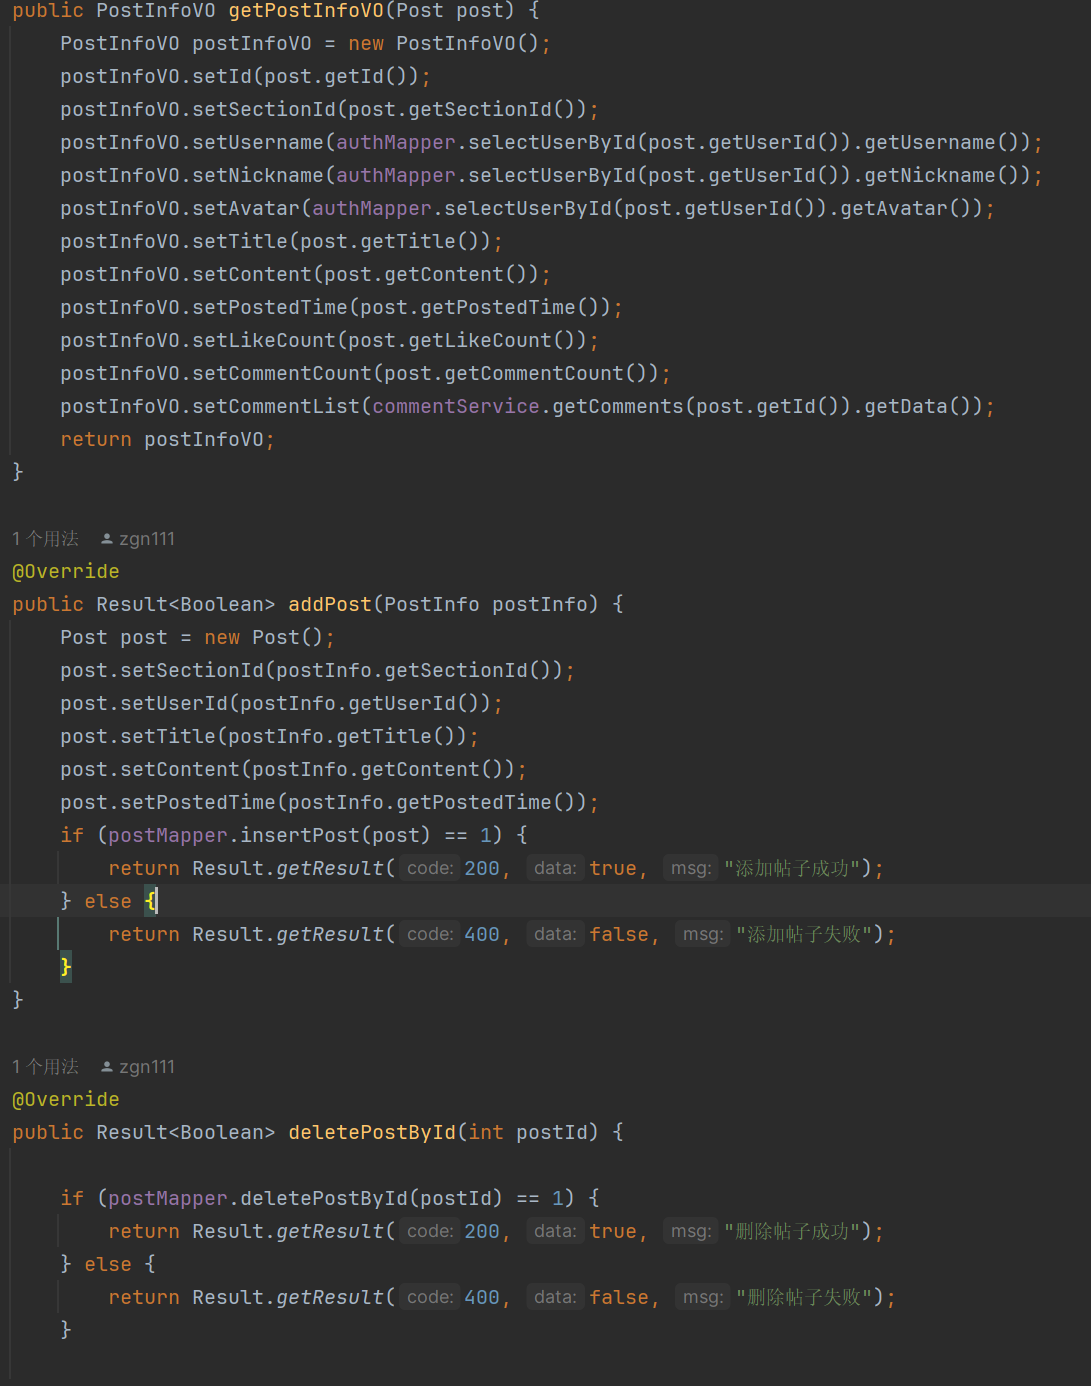 public PostInfoVO getPostInfoVO(Post post) {
    PostInfoVO postInfoVO = new PostInfoVO();
    postInfoVO.setId(post.getId());
    postInfoVO.setSectionId(post.getSectionId());
    postInfoVO.setUsername(authMapper.selectUserById(post.getUserId()).getUsername());
    postInfoVO.setNickname(authMapper.selectUserById(post.getUserId()).getNickname());
    postInfoVO.setAvatar(authMapper.selectUserById(post.getUserId()).getAvatar());
    postInfoVO.setTitle(post.getTitle());
    postInfoVO.setContent(post.getContent());
    postInfoVO.setPostedTime(post.getPostedTime());
    postInfoVO.setLikeCount(post.getLikeCount());
    postInfoVO.setCommentCount(post.getCommentCount());
    postInfoVO.setCommentList(commentService.getComments(post.getId()).getData());
    return postInfoVO;
}
1 个用法 zgn111
@Override
public Result<Boolean> addPost(PostInfo postInfo) {
    Post post = new Post();
    post.setSectionId(postInfo.getSectionId());
    post.setUserId(postInfo.getUserId());
    post.setTitle(postInfo.getTitle());
    post.setContent(postInfo.getContent());
    post.setPostedTime(postInfo.getPostedTime());
    if (postMapper.insertPost(post) == 1) {
        return Result.getResult( code: 200, data: true, msg: "添加帖子成功");
    } else {
        return Result.getResult( code: 400, data: false, msg: "添加帖子失败");
    }
}
1 个用法 zgn111
@Override
public Result<Boolean> deletePostById(int postId) {
    if (postMapper.deletePostById(postId) == 1) {
        return Result.getResult( code: 200, data: true, msg: "删除帖子成功");
    } else {
        return Result.getResult( code: 400, data: false, msg: "删除帖子失败");
    }